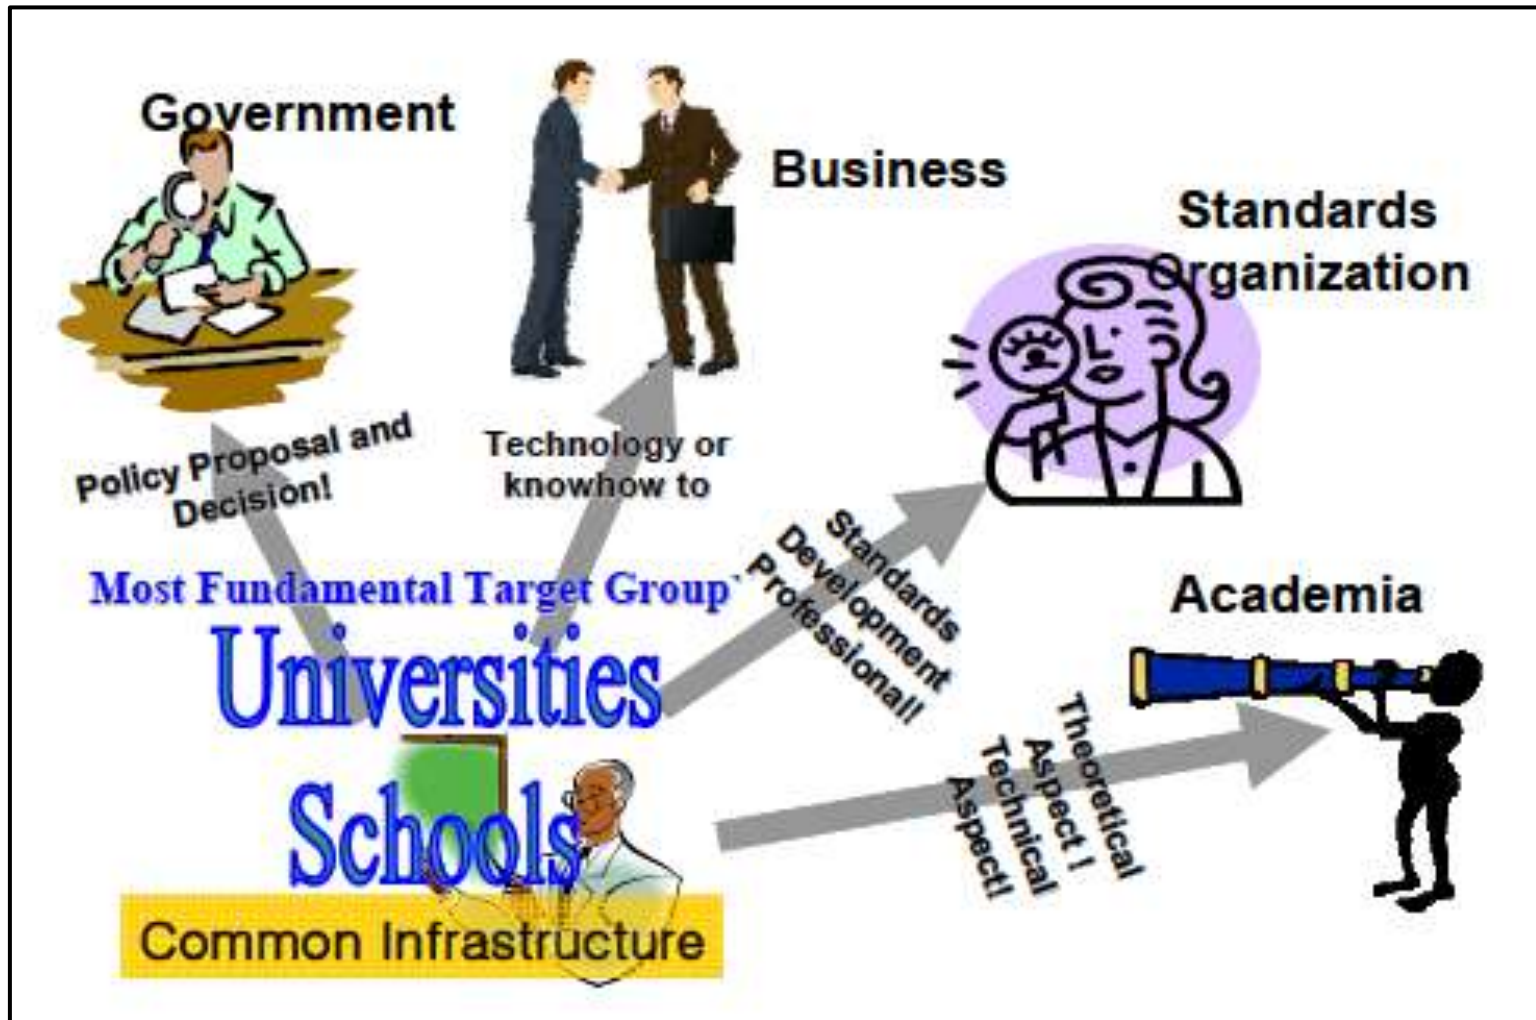 Government
Business
Standards
Organization
Policy Proposal and
Decision!
Technology or
knowhow to
Standards
Development
Professional!
Academia
Theoretical
Aspect !
Technical
Aspect!
Most Fundamental Target Group
Universities
Schools
Common Infrastructure